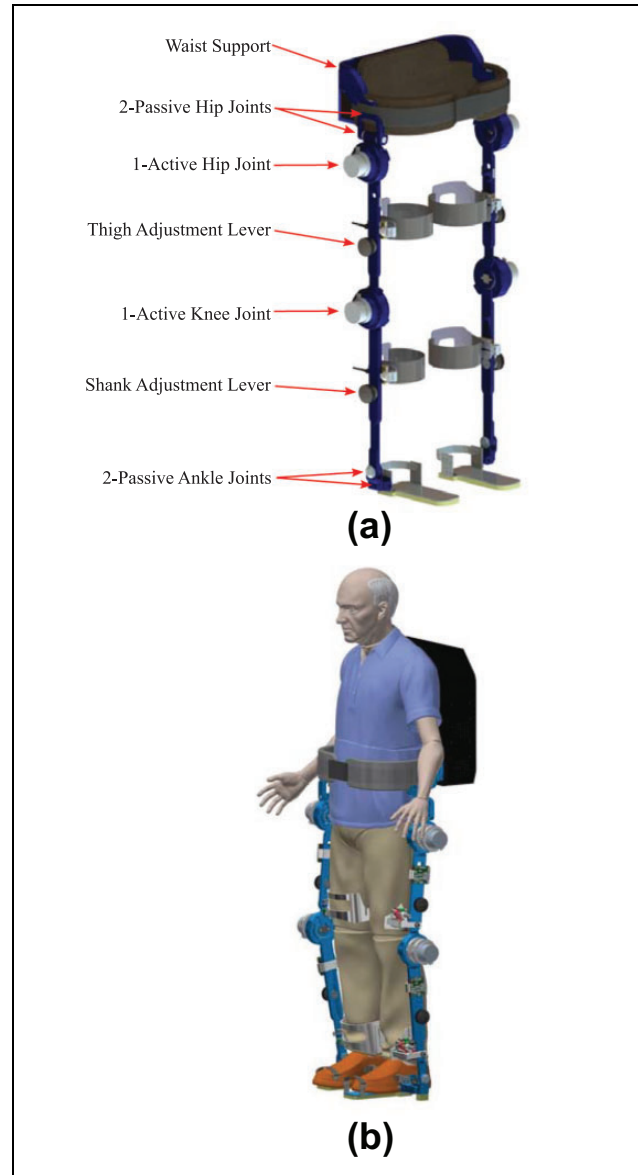 Waist Support
2-Passive Hip Joints
1-Active Hip Joint
Thigh Adjustment Lever
1-Active Knee Joint
Shank Adjustment Lever
2-Passive Ankle Joints
(a)
(b)